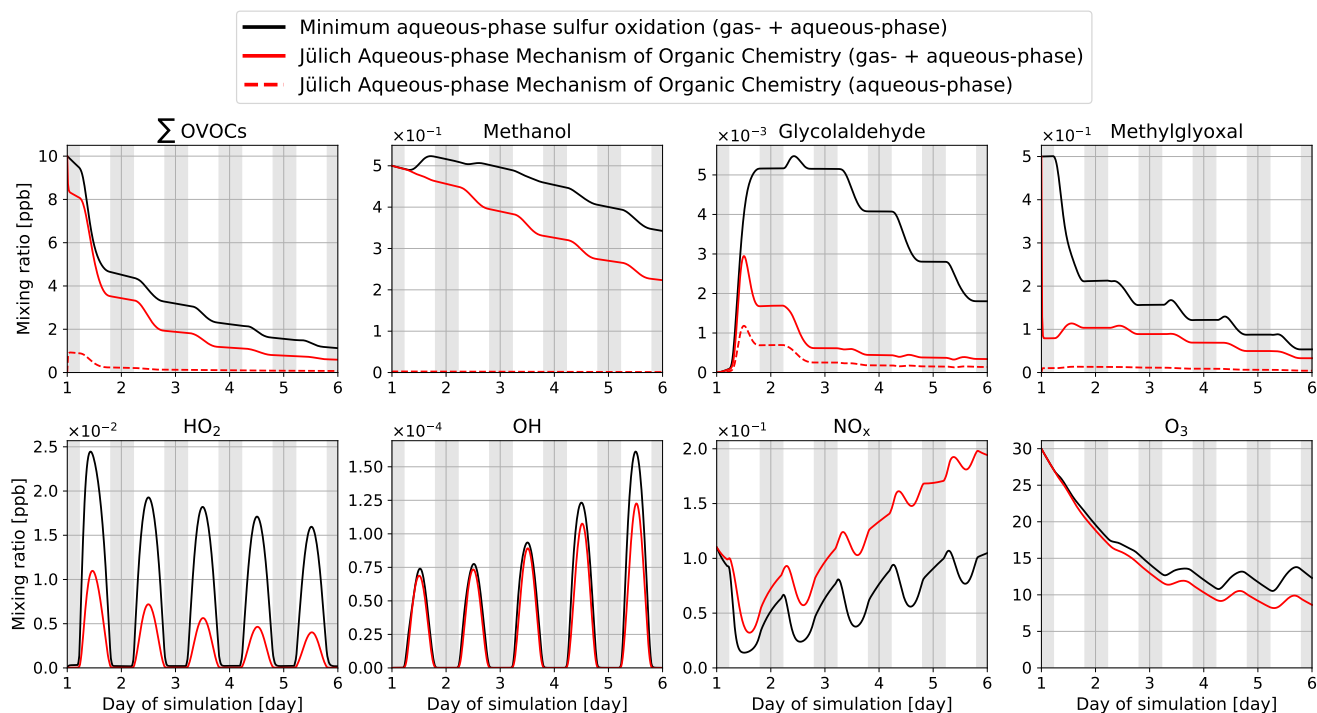 Minimum aqueous-phase sulfur oxidation (gas- + aqueous-phase)
Jülich Aqueous-phase Mechanism of Organic Chemistry (gas- + aqueous-phase)
Jülich Aqueous-phase Mechanism of Organic Chemistry (aqueous-phase)
∑ OVOCs
Mixing ratio [ppb]
10
8
6
4
2
0
1 2 3 4 5 6
×10⁻¹ Methanol
5
4
3
2
1
0
1 2 3 4 5 6
×10⁻³ Glycolaldehyde
5
4
3
2
1
0
1 2 3 4 5 6
×10⁻¹ Methylglyoxal
5
4
3
2
1
0
1 2 3 4 5 6
×10⁻² HO₂
Mixing ratio [ppb]
2.5
2.0
1.5
1.0
0.5
0.0
1 2 3 4 5 6
Day of simulation [day]
×10⁻⁴ OH
1.50
1.25
1.00
0.75
0.50
0.25
0.00
1 2 3 4 5 6
Day of simulation [day]
×10⁻¹ NOₓ
2.0
1.5
1.0
0.5
0.0
1 2 3 4 5 6
Day of simulation [day]
O₃
30
25
20
15
10
5
0
1 2 3 4 5 6
Day of simulation [day]